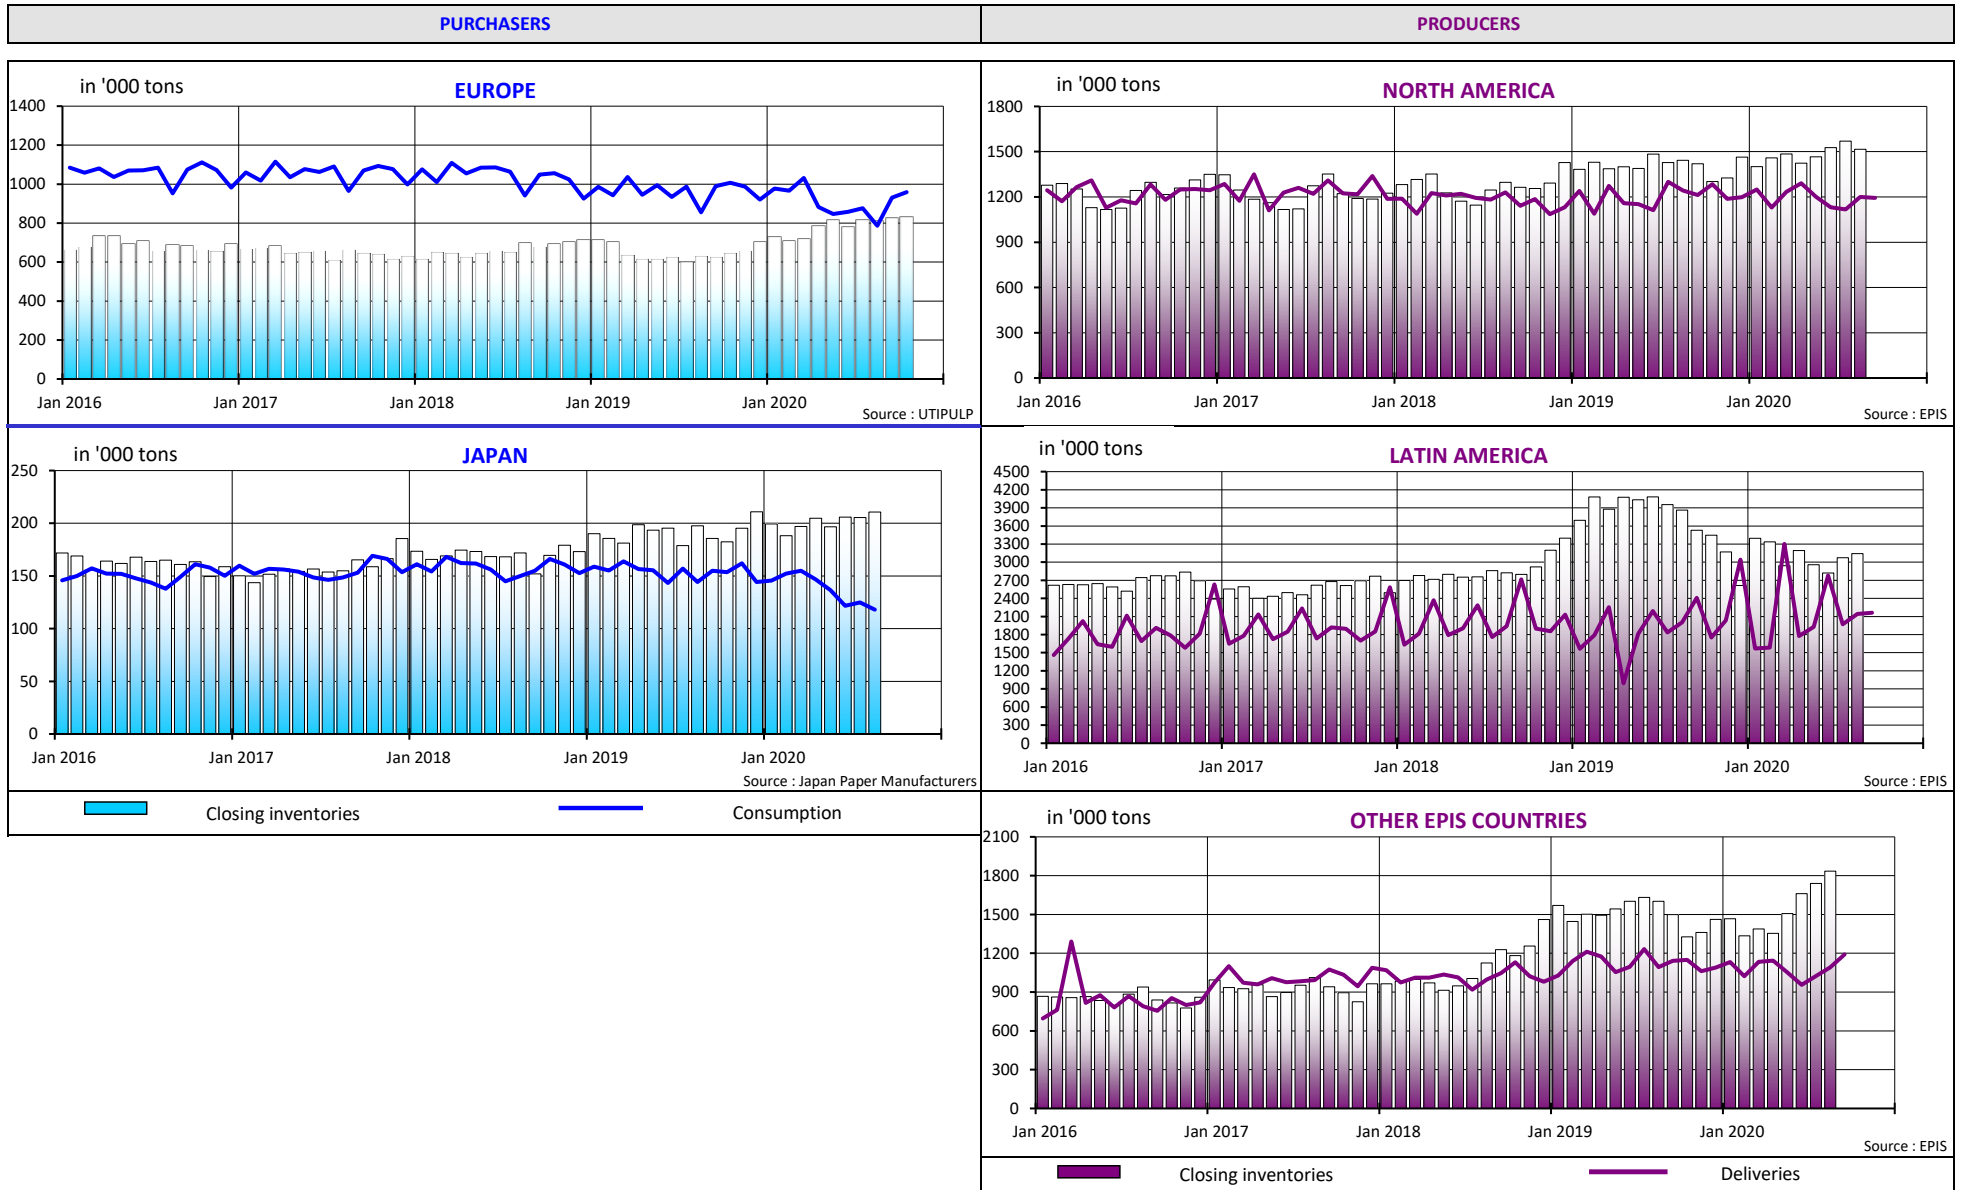 PURCHASERS
PRODUCERS
in '000 tons
EUROPE
1400
1200
1000
800
600
400
200
0
Jan 2016
Jan 2017
Jan 2018
Jan 2019
Jan 2020
Source : UTIPULP
in '000 tons
JAPAN
250
200
150
100
50
0
Jan 2016
Jan 2017
Jan 2018
Jan 2019
Jan 2020
Source : Japan Paper Manufacturers
Closing inventories
Consumption
in '000 tons
NORTH AMERICA
1800
1500
1200
900
600
300
0
Jan 2016
Jan 2017
Jan 2018
Jan 2019
Jan 2020
Source : EPIS
in '000 tons
LATIN AMERICA
4500
4200
3900
3600
3300
3000
2700
2400
2100
1800
1500
1200
900
600
300
0
Jan 2016
Jan 2017
Jan 2018
Jan 2019
Jan 2020
Source : EPIS
in '000 tons
OTHER EPIS COUNTRIES
2100
1800
1500
1200
900
600
300
0
Jan 2016
Jan 2017
Jan 2018
Jan 2019
Jan 2020
Source : EPIS
Closing inventories
Deliveries